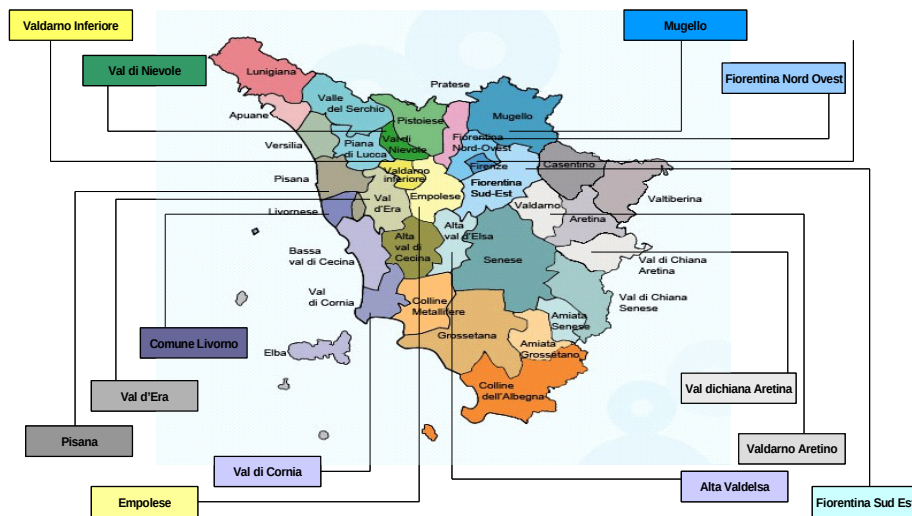 Valdarno Inferiore
Mugello
Val di Nievole
Fiorentina Nord Ovest
Lunigiana
Pratese
Valle
del Serchio
Apuane
Pistoiese
Mugello
Versilia
Piana
di Lucca
Val di
Nievole
Fiorentina
Nord-Ovest
Firenze
Casentino
Pisana
Valdarno
inferiore
Val
d'Era
Empolese
Fiorentina
Sud-Est
Valtiberina
Livornese
Valdarno
Aretina
Alta
val d'Elsa
Bassa
val di Cecina
Alta
val di
Cecina
Senese
Val di Chiana
Aretina
Val
di Cornia
Colline
Metallifere
Val di Chiana
Senese
Amiata
Senese
Grossetana
Amiata
Grossetano
Elba
Colline
dell'Albegna
Comune Livorno
Val d'Era
Val dichiana Aretina
Pisana
Valdarno Aretino
Val di Cornia
Alta Valdelsa
Empolese
Fiorentina Sud Est